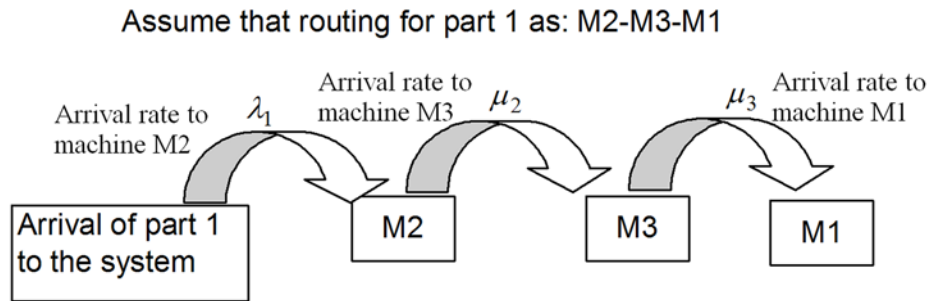 Assume that routing for part 1 as: M2-M3-M1
Arrival rate to
machine M2
λ₁
Arrival rate to
machine M3
μ₂
μ₃
Arrival rate to
machine M1
Arrival of part 1
to the system
M2
M3
M1